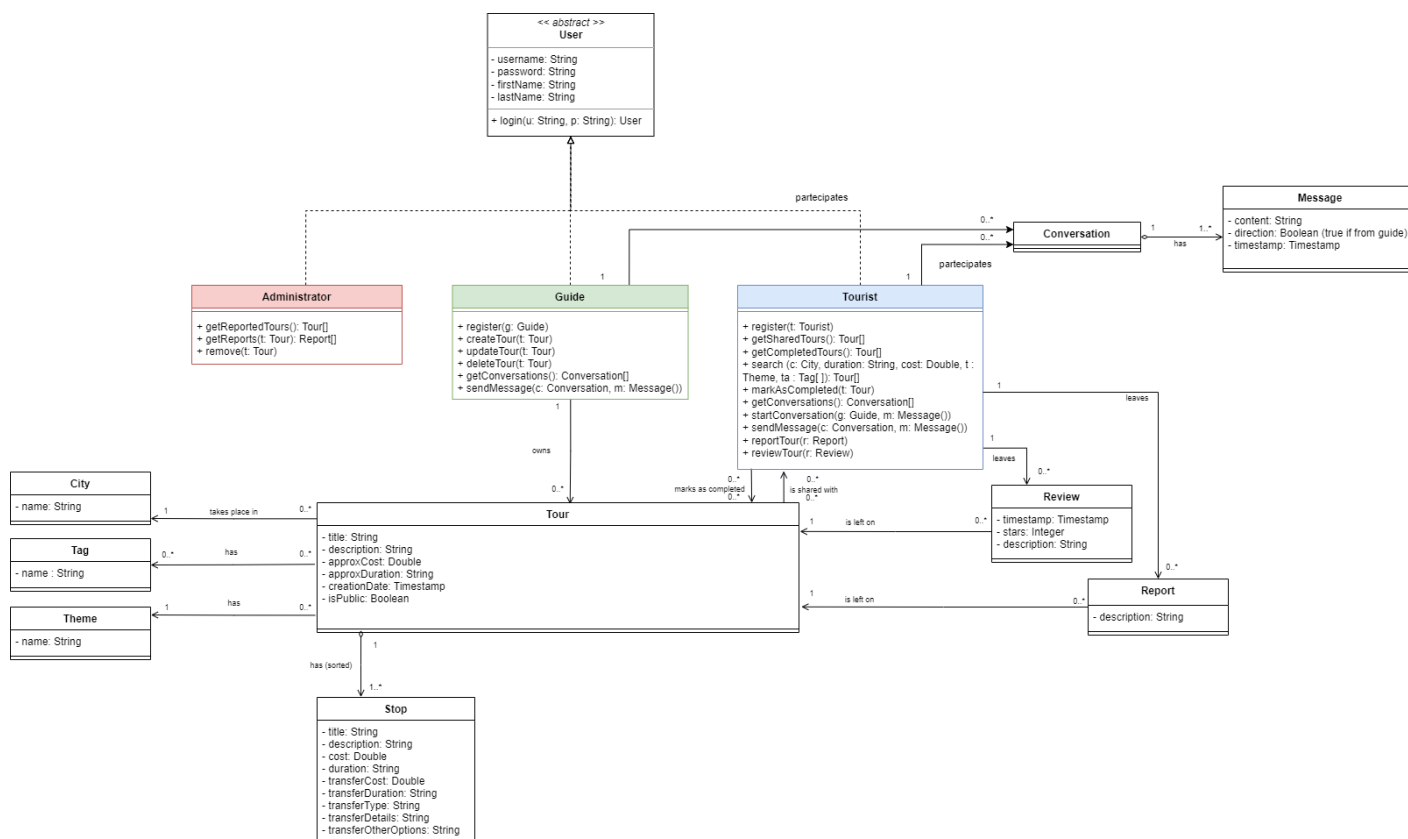 << abstract >>
User
- username: String
- password: String
- firstName: String
- lastName: String
+ login(u: String, p: String): User
partecipates
0..*
0..*
1
1
partecipates
Conversation
1
1..*
has
Message
- content: String
- direction: Boolean (true if from guide)
- timestamp: Timestamp
Administrator
+ getReportedTours(): Tour[]
+ getReports(t: Tour): Report[]
+ remove(t: Tour)
Guide
+ register(g: Guide)
+ createTour(t: Tour)
+ updateTour(t: Tour)
+ deleteTour(t: Tour)
+ getConversations(): Conversation[]
+ sendMessage(c: Conversation, m: Message())
Tourist
+ register(t: Tourist)
+ getSharedTours(): Tour[]
+ getCompletedTours(): Tour[]
+ search (c: City, duration: String, cost: Double, t :
Theme, ta : Tag[ ]): Tour[]
+ markAsCompleted(t: Tour)
+ getConversations(): Conversation[]
+ startConversation(g: Guide, m: Message())
+ sendMessage(c: Conversation, m: Message())
+ reportTour(r: Report)
+ reviewTour(r: Review)
1
leaves
0..*
1
leaves
0..*
1
owns
0..*
0..*
marks as completed
0..*
0..*
is shared with
0..*
City
- name: String
1
takes place in
0..*
Tag
- name : String
0..*
has
0..*
Theme
- name: String
1
has
0..*
Tour
- title: String
- description: String
- approxCost: Double
- approxDuration: String
- creationDate: Timestamp
- isPublic: Boolean
1
is left on
0..*
Review
- timestamp: Timestamp
- stars: Integer
- description: String
1
is left on
0..*
Report
- description: String
1
has (sorted)
1..*
Stop
- title: String
- description: String
- cost: Double
- duration: String
- transferCost: Double
- transferDuration: String
- transferType: String
- transferDetails: String
- transferOtherOptions: String